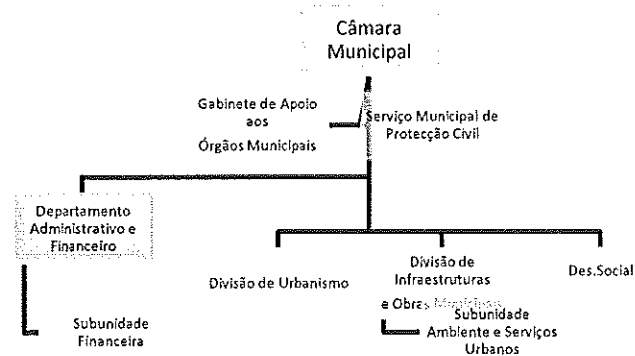 Câmara
Municipal
Gabinete de Apoio
aos
Órgãos Municipais
Serviço Municipal de
Protecção Civil
Departamento
Administrativo e
Financeiro
Divisão de Urbanismo
Divisão de
Infraestruturas
e Obras Municipais
Des.Social
Subunidade
Financeira
Subunidade
Ambiente e Serviços
Urbanos